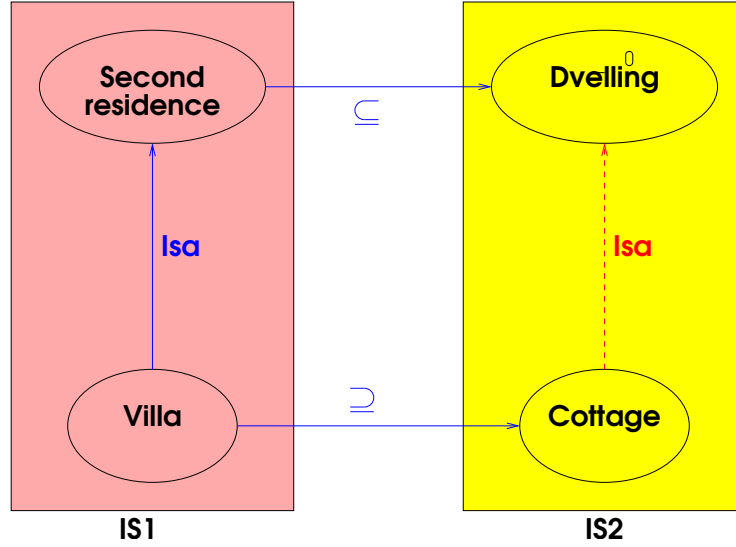 Second
residence
Dvelling
0
⊆
Isa
Isa
⊇
Villa
Cottage
IS1
IS2